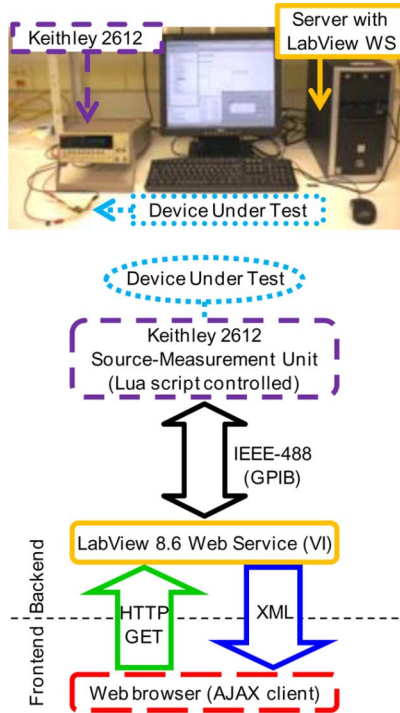 Keithley 2612
Server with
LabView WS
Device Under Test
Device Under Test
Keithley 2612
Source-Measurement Unit
(Lua script controlled)
IEEE-488
(GPIB)
LabView 8.6 Web Service (VI)
Backend
HTTP
GET
XML
Frontend
Web browser (AJAX client)